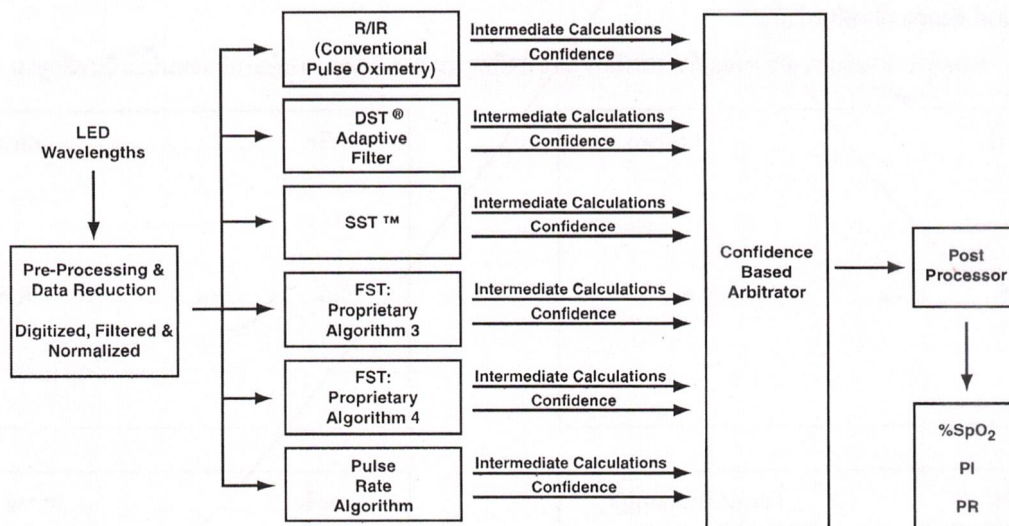 LED
Wavelengths
Pre-Processing &
Data Reduction
Digitized, Filtered &
Normalized
R/IR
(Conventional
Pulse Oximetry)
Intermediate Calculations
Confidence
DST ®
Adaptive
Filter
Intermediate Calculations
Confidence
SST ™
Intermediate Calculations
Confidence
FST:
Proprietary
Algorithm 3
Intermediate Calculations
Confidence
FST:
Proprietary
Algorithm 4
Intermediate Calculations
Confidence
Pulse
Rate
Algorithm
Intermediate Calculations
Confidence
Confidence
Based
Arbitrator
Post
Processor
%SpO₂
PI
PR